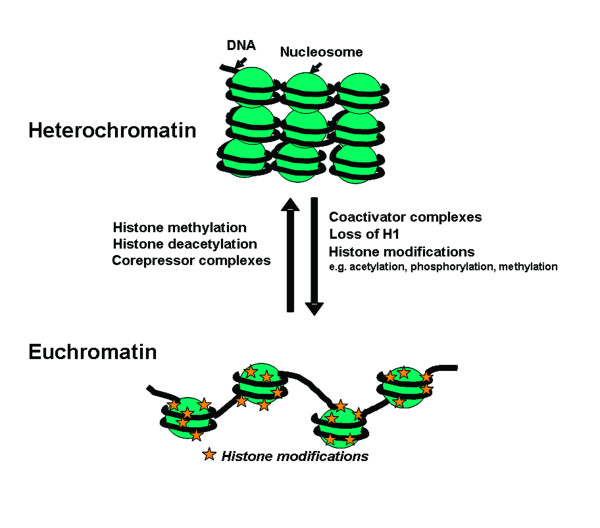 DNA
Nucleosome
Heterochromatin
Histone methylation
Histone deacetylation
Corepressor complexes
Coactivator complexes
Loss of H1
Histone modifications
e.g. acetylation, phosphorylation, methylation
Euchromatin
Histone modifications